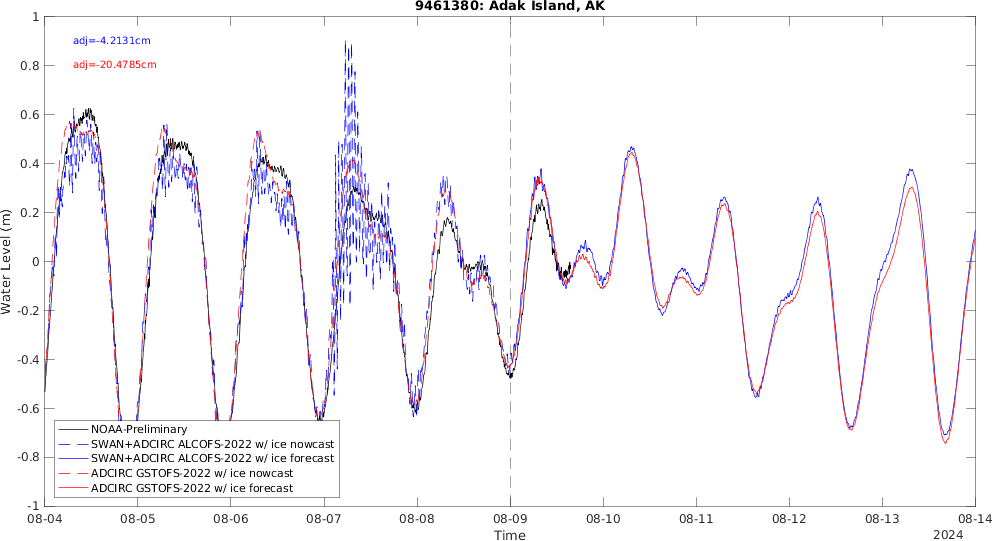 9461380: Adak Island, AK
adj=-4.2131cm
adj=-20.4785cm
Water Level (m)
1
0.8
0.6
0.4
0.2
0
-0.2
-0.4
-0.6
-0.8
-1
NOAA-Preliminary
SWAN+ADCIRC ALCOFS-2022 w/ ice nowcast
SWAN+ADCIRC ALCOFS-2022 w/ ice forecast
ADCIRC GSTOFS-2022 w/ ice nowcast
ADCIRC GSTOFS-2022 w/ ice forecast
08-04 08-05 08-06 08-07 08-08 08-09 08-10 08-11 08-12 08-13 08-14
Time
2024